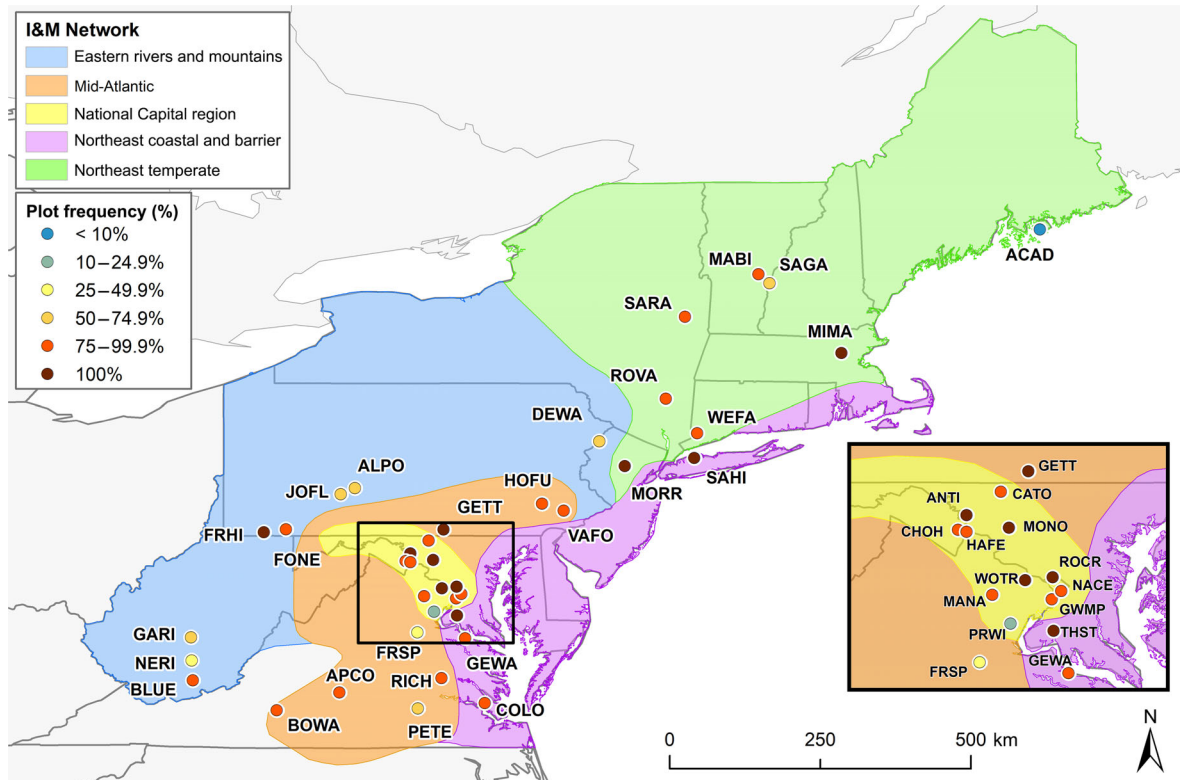 I&M Network
Eastern rivers and mountains
Mid-Atlantic
National Capital region
Northeast coastal and barrier
Northeast temperate
Plot frequency (%)
< 10%
10–24.9%
25–49.9%
50–74.9%
75–99.9%
100%
ACAD
MABI
SAGA
SARA
MIMA
ROVA
WEFA
DEWA
SAHI
MORR
ALPO
JOFL
HOFU
GETT
VAFO
FRHI
FONE
GARI
NERI
BLUE
FRSP
GEWA
APCO
RICH
COLO
BOWA
PETE
GETT
CATO
ANTI
MONO
CHOH
HAFE
ROCR
WOTR
NACE
MANA
GWMP
PRWI
THST
FRSP
GEWA
N
0 250 500 km